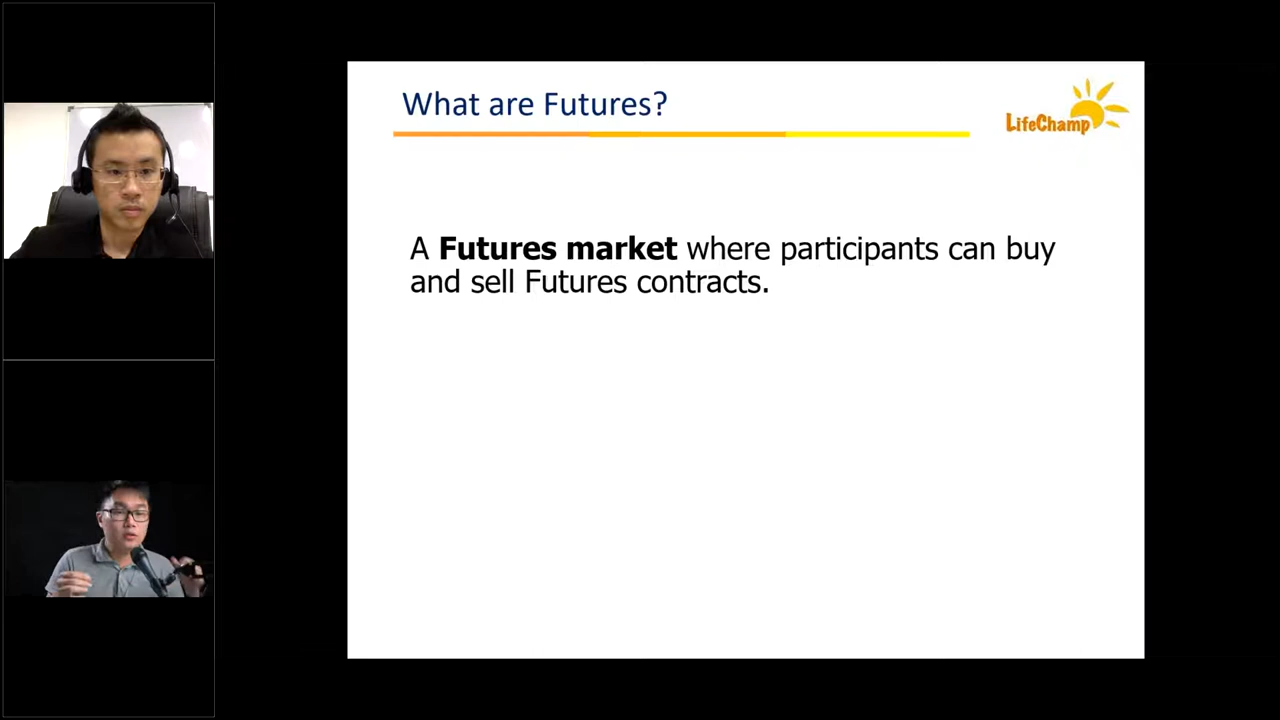 What are Futures?
LifeChamp
A Futures market where participants can buy
and sell Futures contracts.